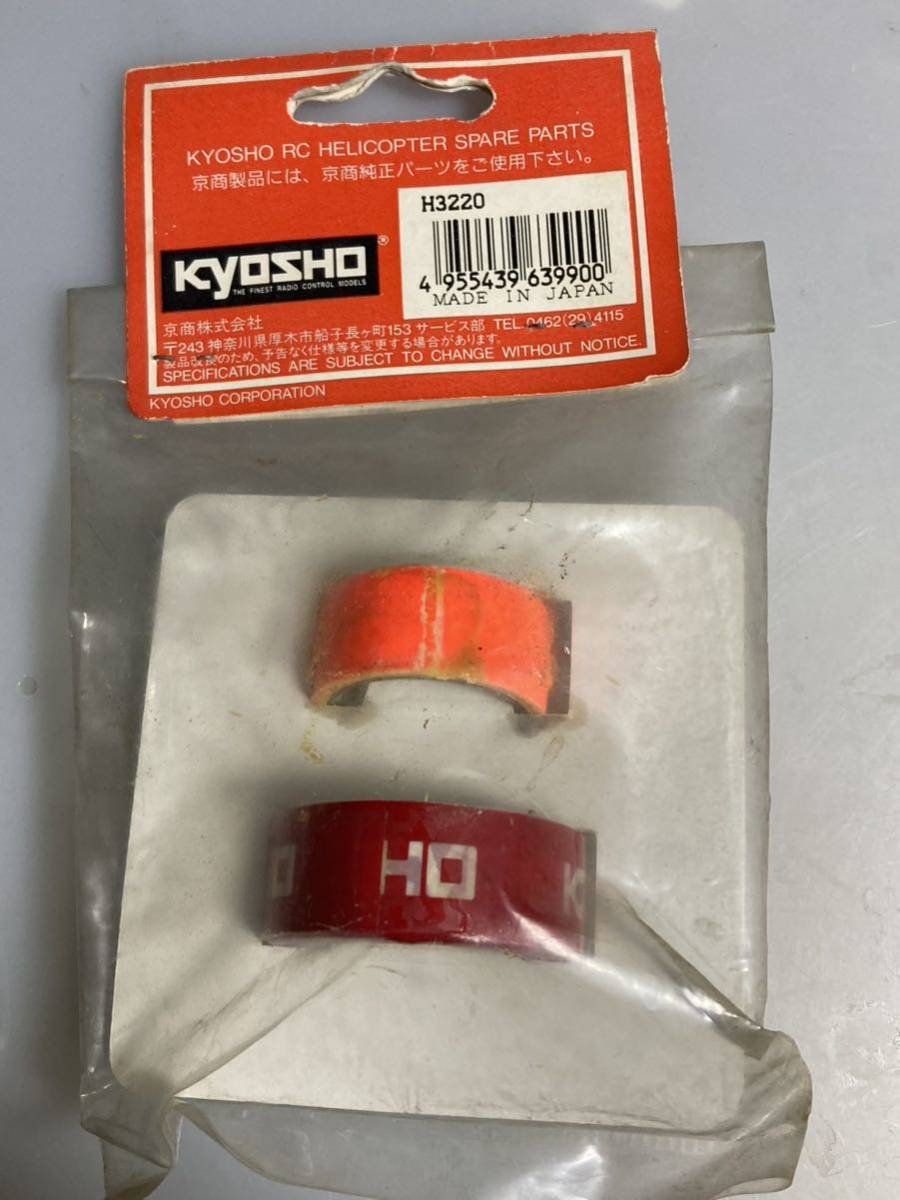 KYOSHO RC HELICOPTER SPARE PARTS
京商製品には、京商純正パーツをご使用下さい。
H3220
4 955439 639900
MADE IN JAPAN
KYOSHO®
THE FINEST RADIO CONTROL MODELS
京商株式会社
〒243 神奈川県厚木市船子長ヶ町153 サービス部 TEL 0462(29)4115
製品改良のため、予告なく仕様等を変更する場合があります。
SPECIFICATIONS ARE SUBJECT TO CHANGE WITHOUT NOTICE.
KYOSHO CORPORATION
O HO K